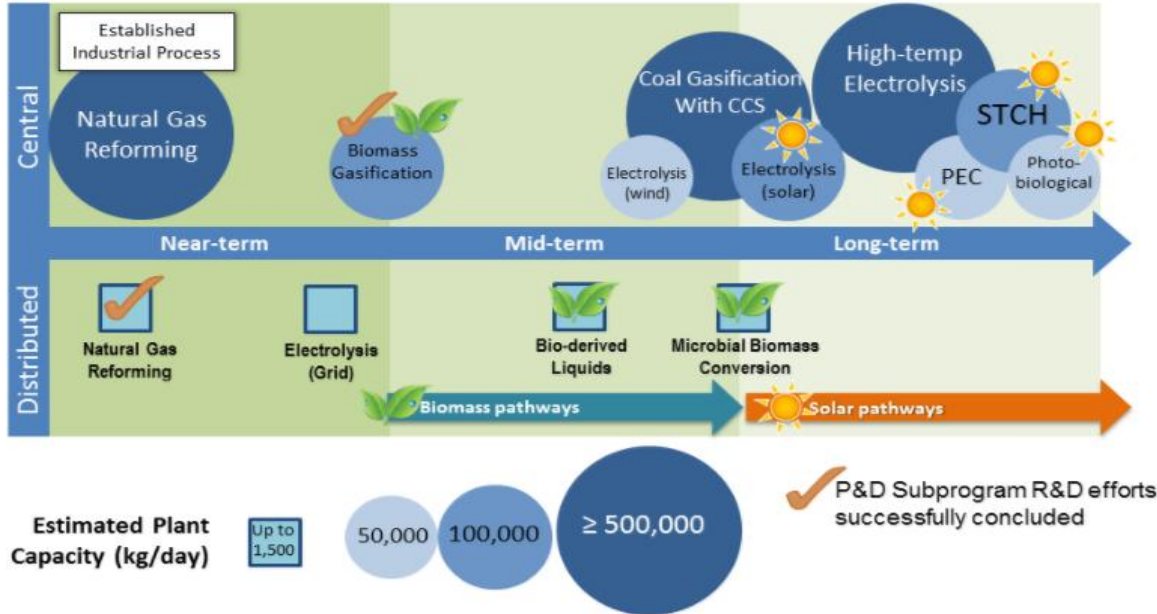 Established
Industrial Process
Central
Natural Gas
Reforming
Biomass
Gasification
Coal Gasification
With CCS
Electrolysis
(wind)
Electrolysis
(solar)
High-temp
Electrolysis
STCH
PEC
Photo-
biological
Near-term
Mid-term
Long-term
Distributed
Natural Gas
Reforming
Electrolysis
(Grid)
Bio-derived
Liquids
Microbial Biomass
Conversion
Biomass pathways
Solar pathways
Estimated Plant
Capacity (kg/day)
Up to
1,500
50,000
100,000
≥ 500,000
P&D Subprogram R&D efforts
successfully concluded